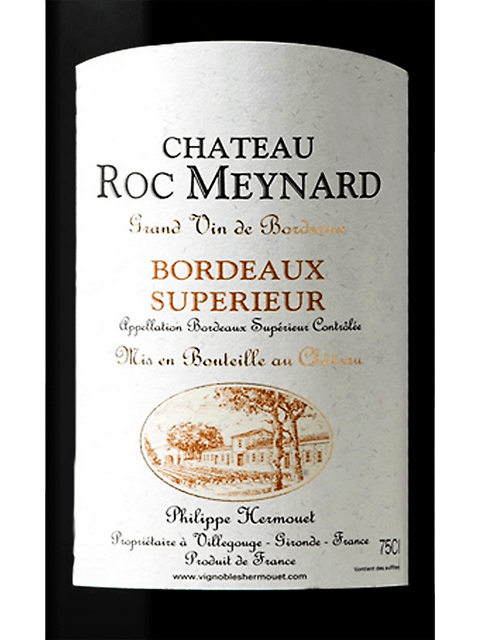 CHATEAU
ROC MEYNARD
Grand Vin de Bordeaux
BORDEAUX
SUPERIEUR
Appellation Bordeaux Supérieur Contrôlée
Mis en Bouteille au Château
Philippe Hermouet
Propriétaire à Villegouge - Gironde - France
Produit de France
75Cl
www.vignobleshermouet.com
Contient des sulfites